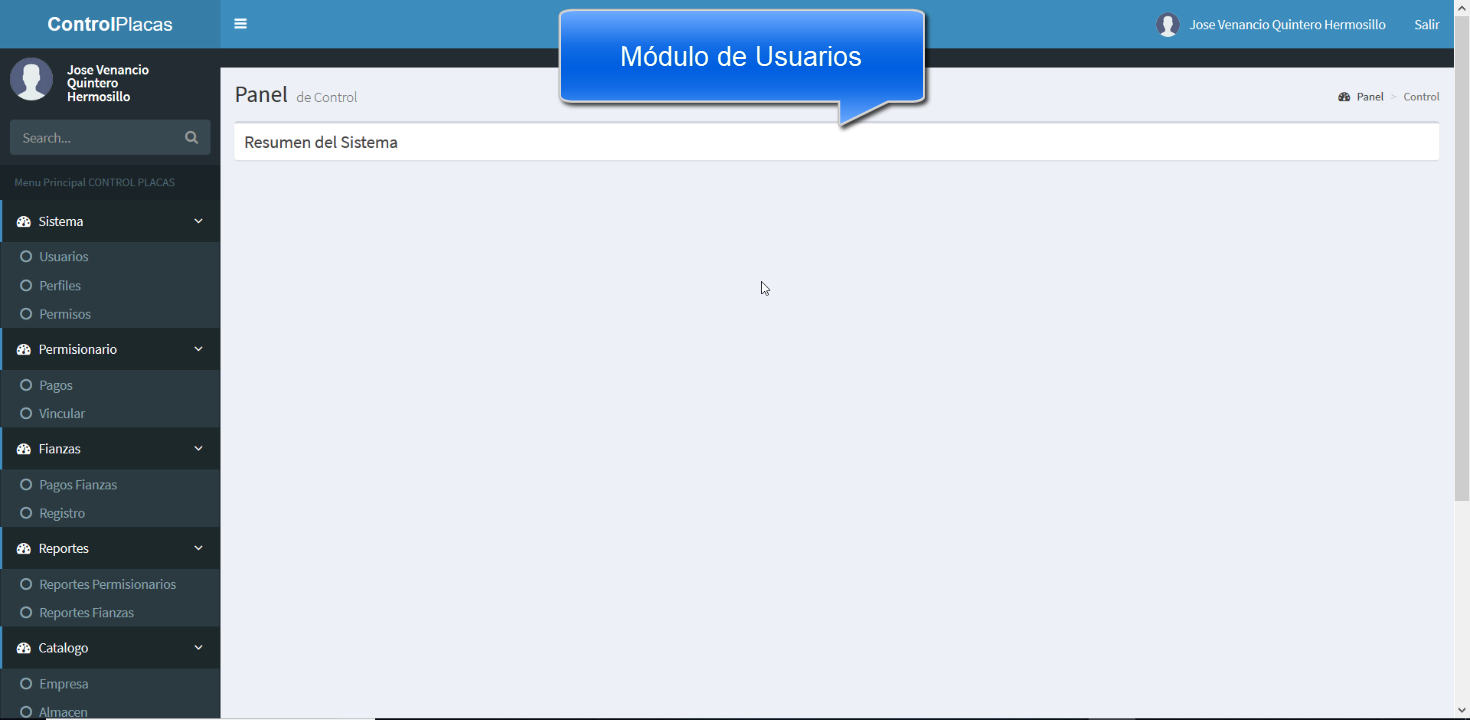 ControlPlacas
Jose Venancio Quintero Hermosillo
Salir
Módulo de Usuarios
Jose Venancio
Quintero
Hermosillo
Panel de Control
Panel > Control
Search...
Resumen del Sistema
Menu Principal CONTROL PLACAS
Sistema
Usuarios
Perfiles
Permisos
Permisionario
Pagos
Vincular
Fianzas
Pagos Fianzas
Registro
Reportes
Reportes Permisionarios
Reportes Fianzas
Catalogo
Empresa
Almacen